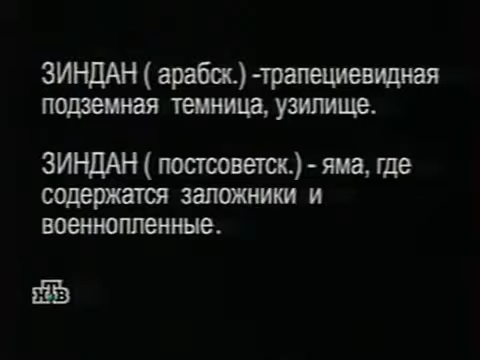 ЗИНДАН ( арабск.) -трапециевидная
подземная темница, узилище.
ЗИНДАН ( постсоветск.) - яма, где
содержатся заложники и
военнопленные.
НТВ